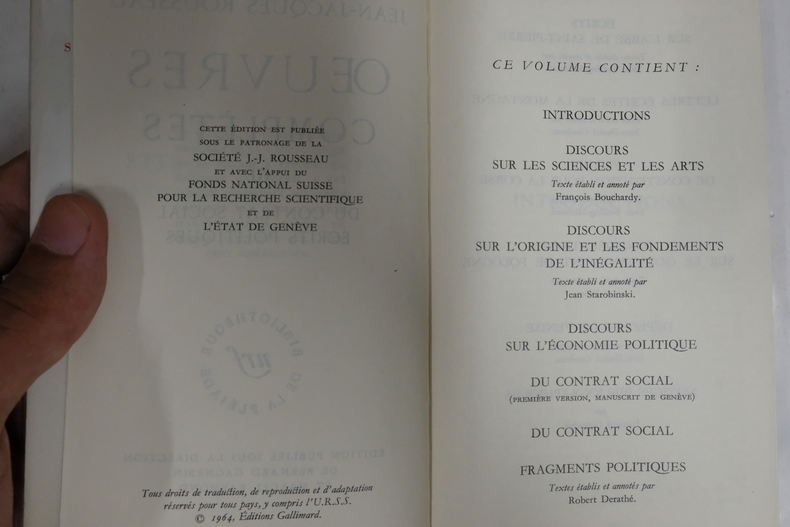 S
CETTE ÉDITION EST PUBLIÉE
SOUS LE PATRONAGE DE LA
SOCIÉTÉ J.-J. ROUSSEAU
ET AVEC L'APPUI DU
FONDS NATIONAL SUISSE
POUR LA RECHERCHE SCIENTIFIQUE
ET DE
L'ÉTAT DE GENÈVE
BIBLIOTHÈQUE DE LA PLÉIADE
nrf
Tous droits de traduction, de reproduction et d'adaptation
réservés pour tous pays, y compris l'U.R.S.S.
© 1964, Éditions Gallimard.
CE VOLUME CONTIENT :
INTRODUCTIONS
DISCOURS
SUR LES SCIENCES ET LES ARTS
Texte établi et annoté par
François Bouchardy.
DISCOURS
SUR L'ORIGINE ET LES FONDEMENTS
DE L'INÉGALITÉ
Texte établi et annoté par
Jean Starobinski.
DISCOURS
SUR L'ÉCONOMIE POLITIQUE
DU CONTRAT SOCIAL
(PREMIÈRE VERSION, MANUSCRIT DE GENÈVE)
DU CONTRAT SOCIAL
FRAGMENTS POLITIQUES
Textes établis et annotés par
Robert Derathé.